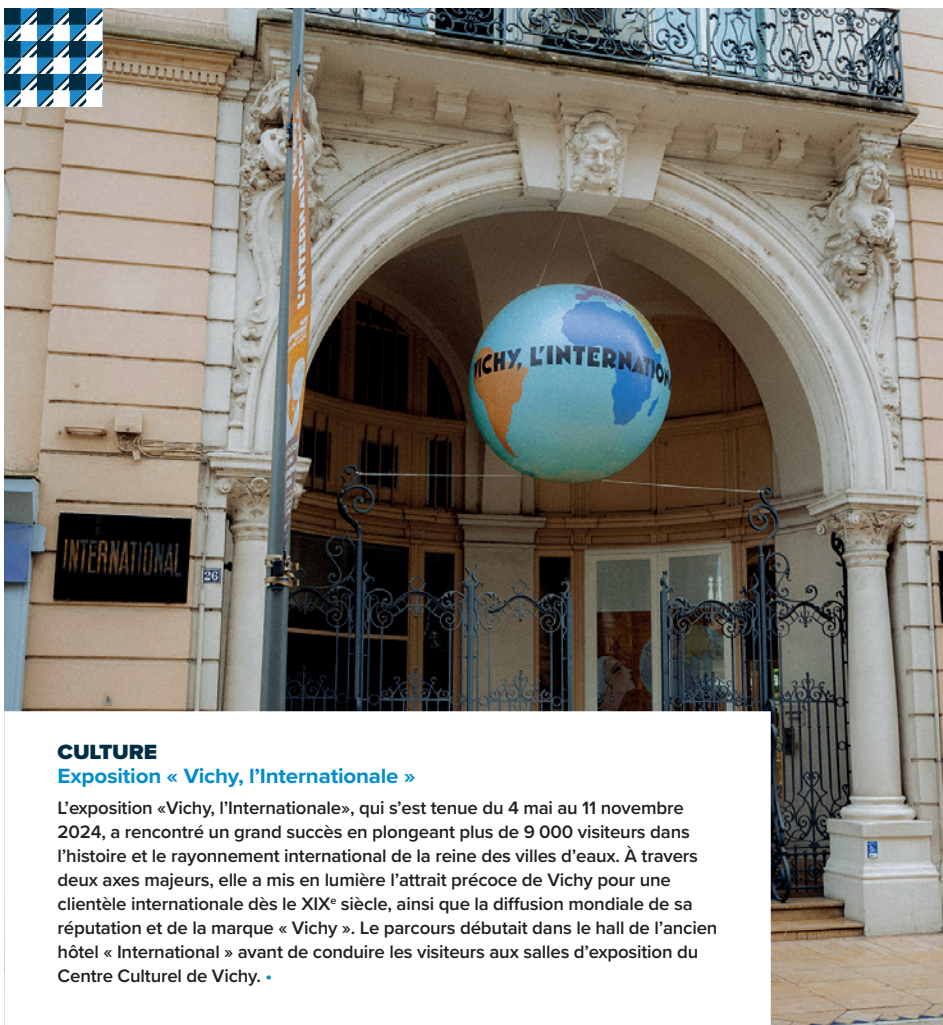 L'INTERNATIO
VICHY, L'INTERNATION
INTERNATIONAL
26
CULTURE
Exposition « Vichy, l'Internationale »
L'exposition «Vichy, l'Internationale», qui s'est tenue du 4 mai au 11 novembre
2024, a rencontré un grand succès en plongeant plus de 9 000 visiteurs dans
l'histoire et le rayonnement international de la reine des villes d'eaux. À travers
deux axes majeurs, elle a mis en lumière l'attrait précoce de Vichy pour une
clientèle internationale dès le XIXe siècle, ainsi que la diffusion mondiale de sa
réputation et de la marque « Vichy ». Le parcours débutait dans le hall de l'ancien
hôtel « International » avant de conduire les visiteurs aux salles d'exposition du
Centre Culturel de Vichy. •